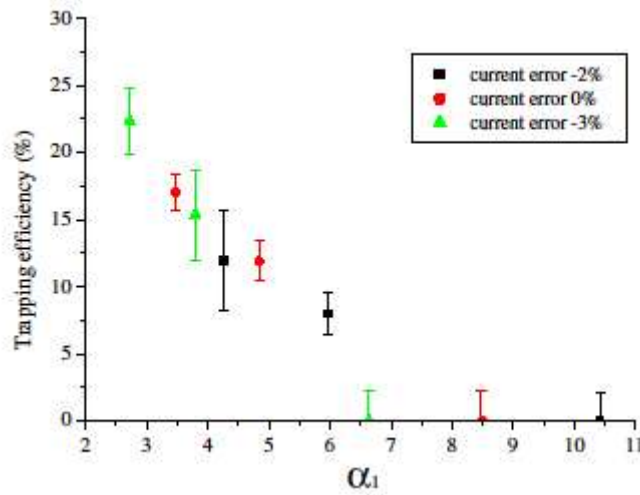 30
25
20
15
10
5
0
Trapping efficiency (%)
current error -2%
current error 0%
current error -3%
2 3 4 5 6 7 8 9 10 11
α1